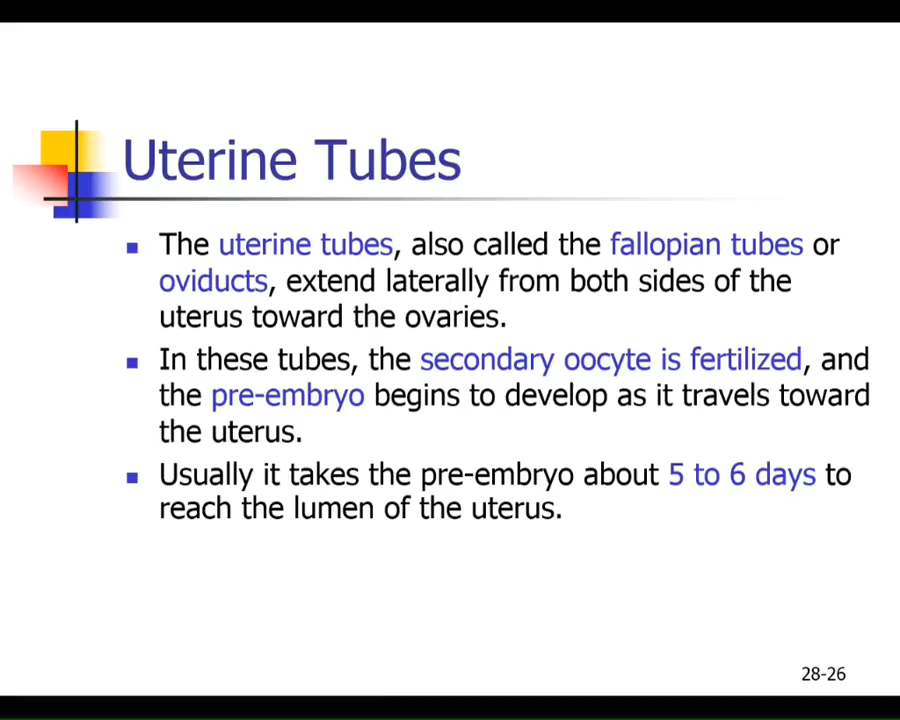 Uterine Tubes
The uterine tubes, also called the fallopian tubes or
oviducts, extend laterally from both sides of the
uterus toward the ovaries.
In these tubes, the secondary oocyte is fertilized, and
the pre-embryo begins to develop as it travels toward
the uterus.
Usually it takes the pre-embryo about 5 to 6 days to
reach the lumen of the uterus.
28-26